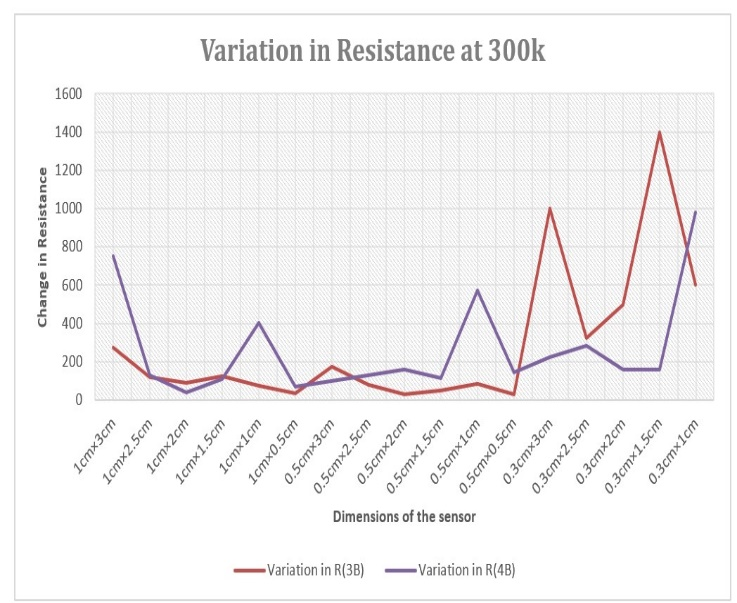 Variation in Resistance at 300k
1600
1400
1200
1000
800
600
400
200
0
Change in Resistance
1cm×3cm
1cm×2.5cm
1cm×2cm
1cm×1.5cm
1cm×1cm
1cm×0.5cm
0.5cm×3cm
0.5cm×2.5cm
0.5cm×2cm
0.5cm×1.5cm
0.5cm×1cm
0.5cm×0.5cm
0.3cm×3cm
0.3cm×2.5cm
0.3cm×2cm
0.3cm×1.5cm
0.3cm×1cm
Dimensions of the sensor
Variation in R(3B)
Variation in R(4B)